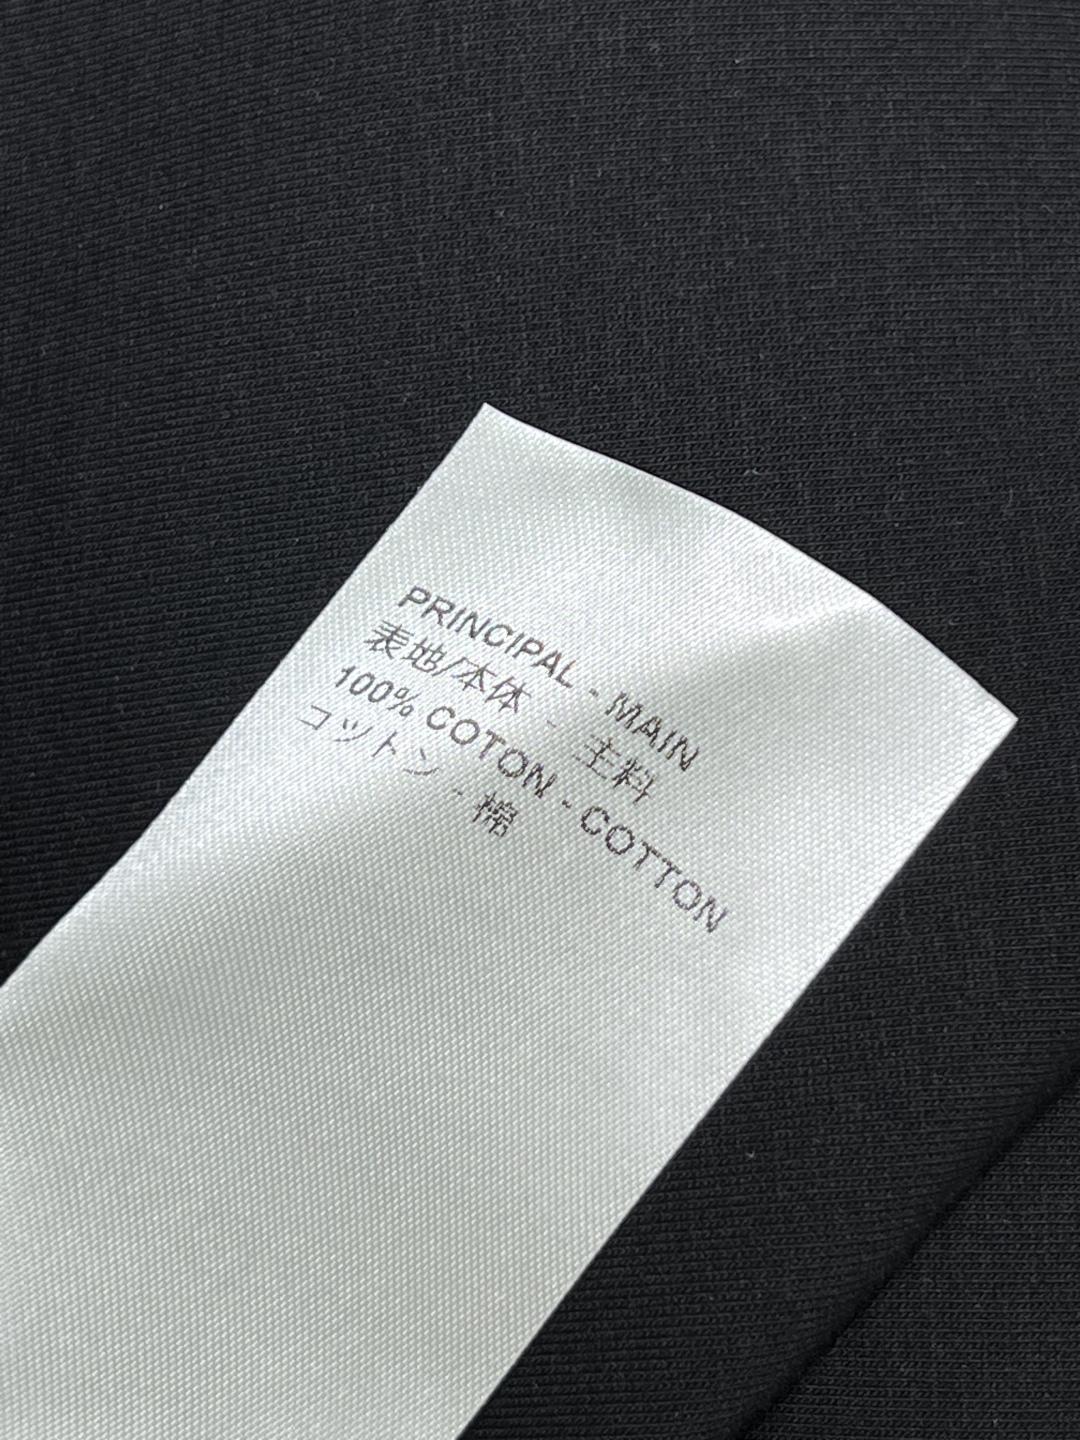 PRINCIPAL - MAIN
表地/本体 - 主料
100% COTON - COTTON
コットン - 棉